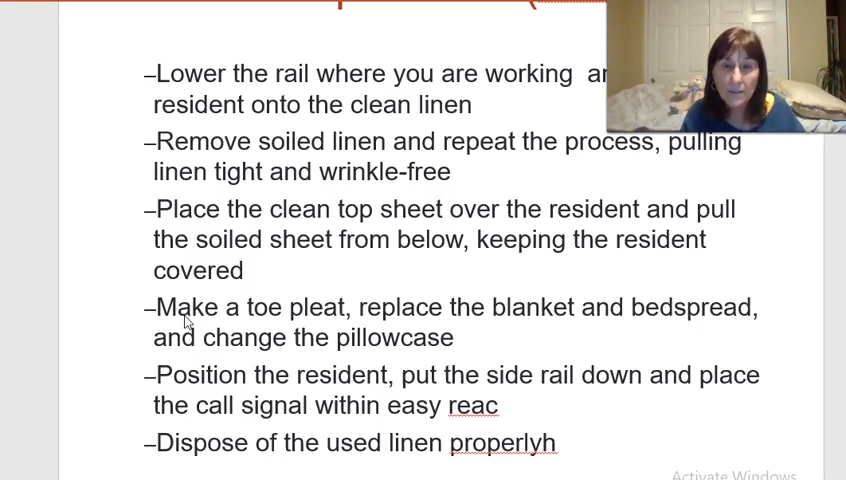 –Lower the rail where you are working
resident onto the clean linen
–Remove soiled linen and repeat the process, pulling
linen tight and wrinkle-free
–Place the clean top sheet over the resident and pull
the soiled sheet from below, keeping the resident
covered
–Make a toe pleat, replace the blanket and bedspread,
and change the pillowcase
–Position the resident, put the side rail down and place
the call signal within easy reac
–Dispose of the used linen properlyh
Activate Windows